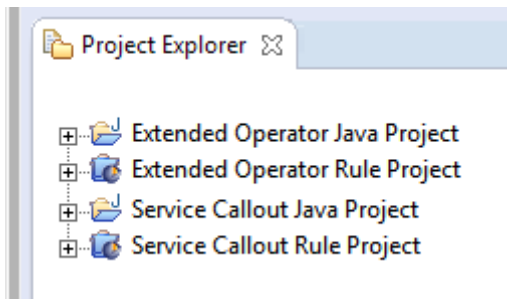 Project Explorer
Extended Operator Java Project
Extended Operator Rule Project
Service Callout Java Project
Service Callout Rule Project